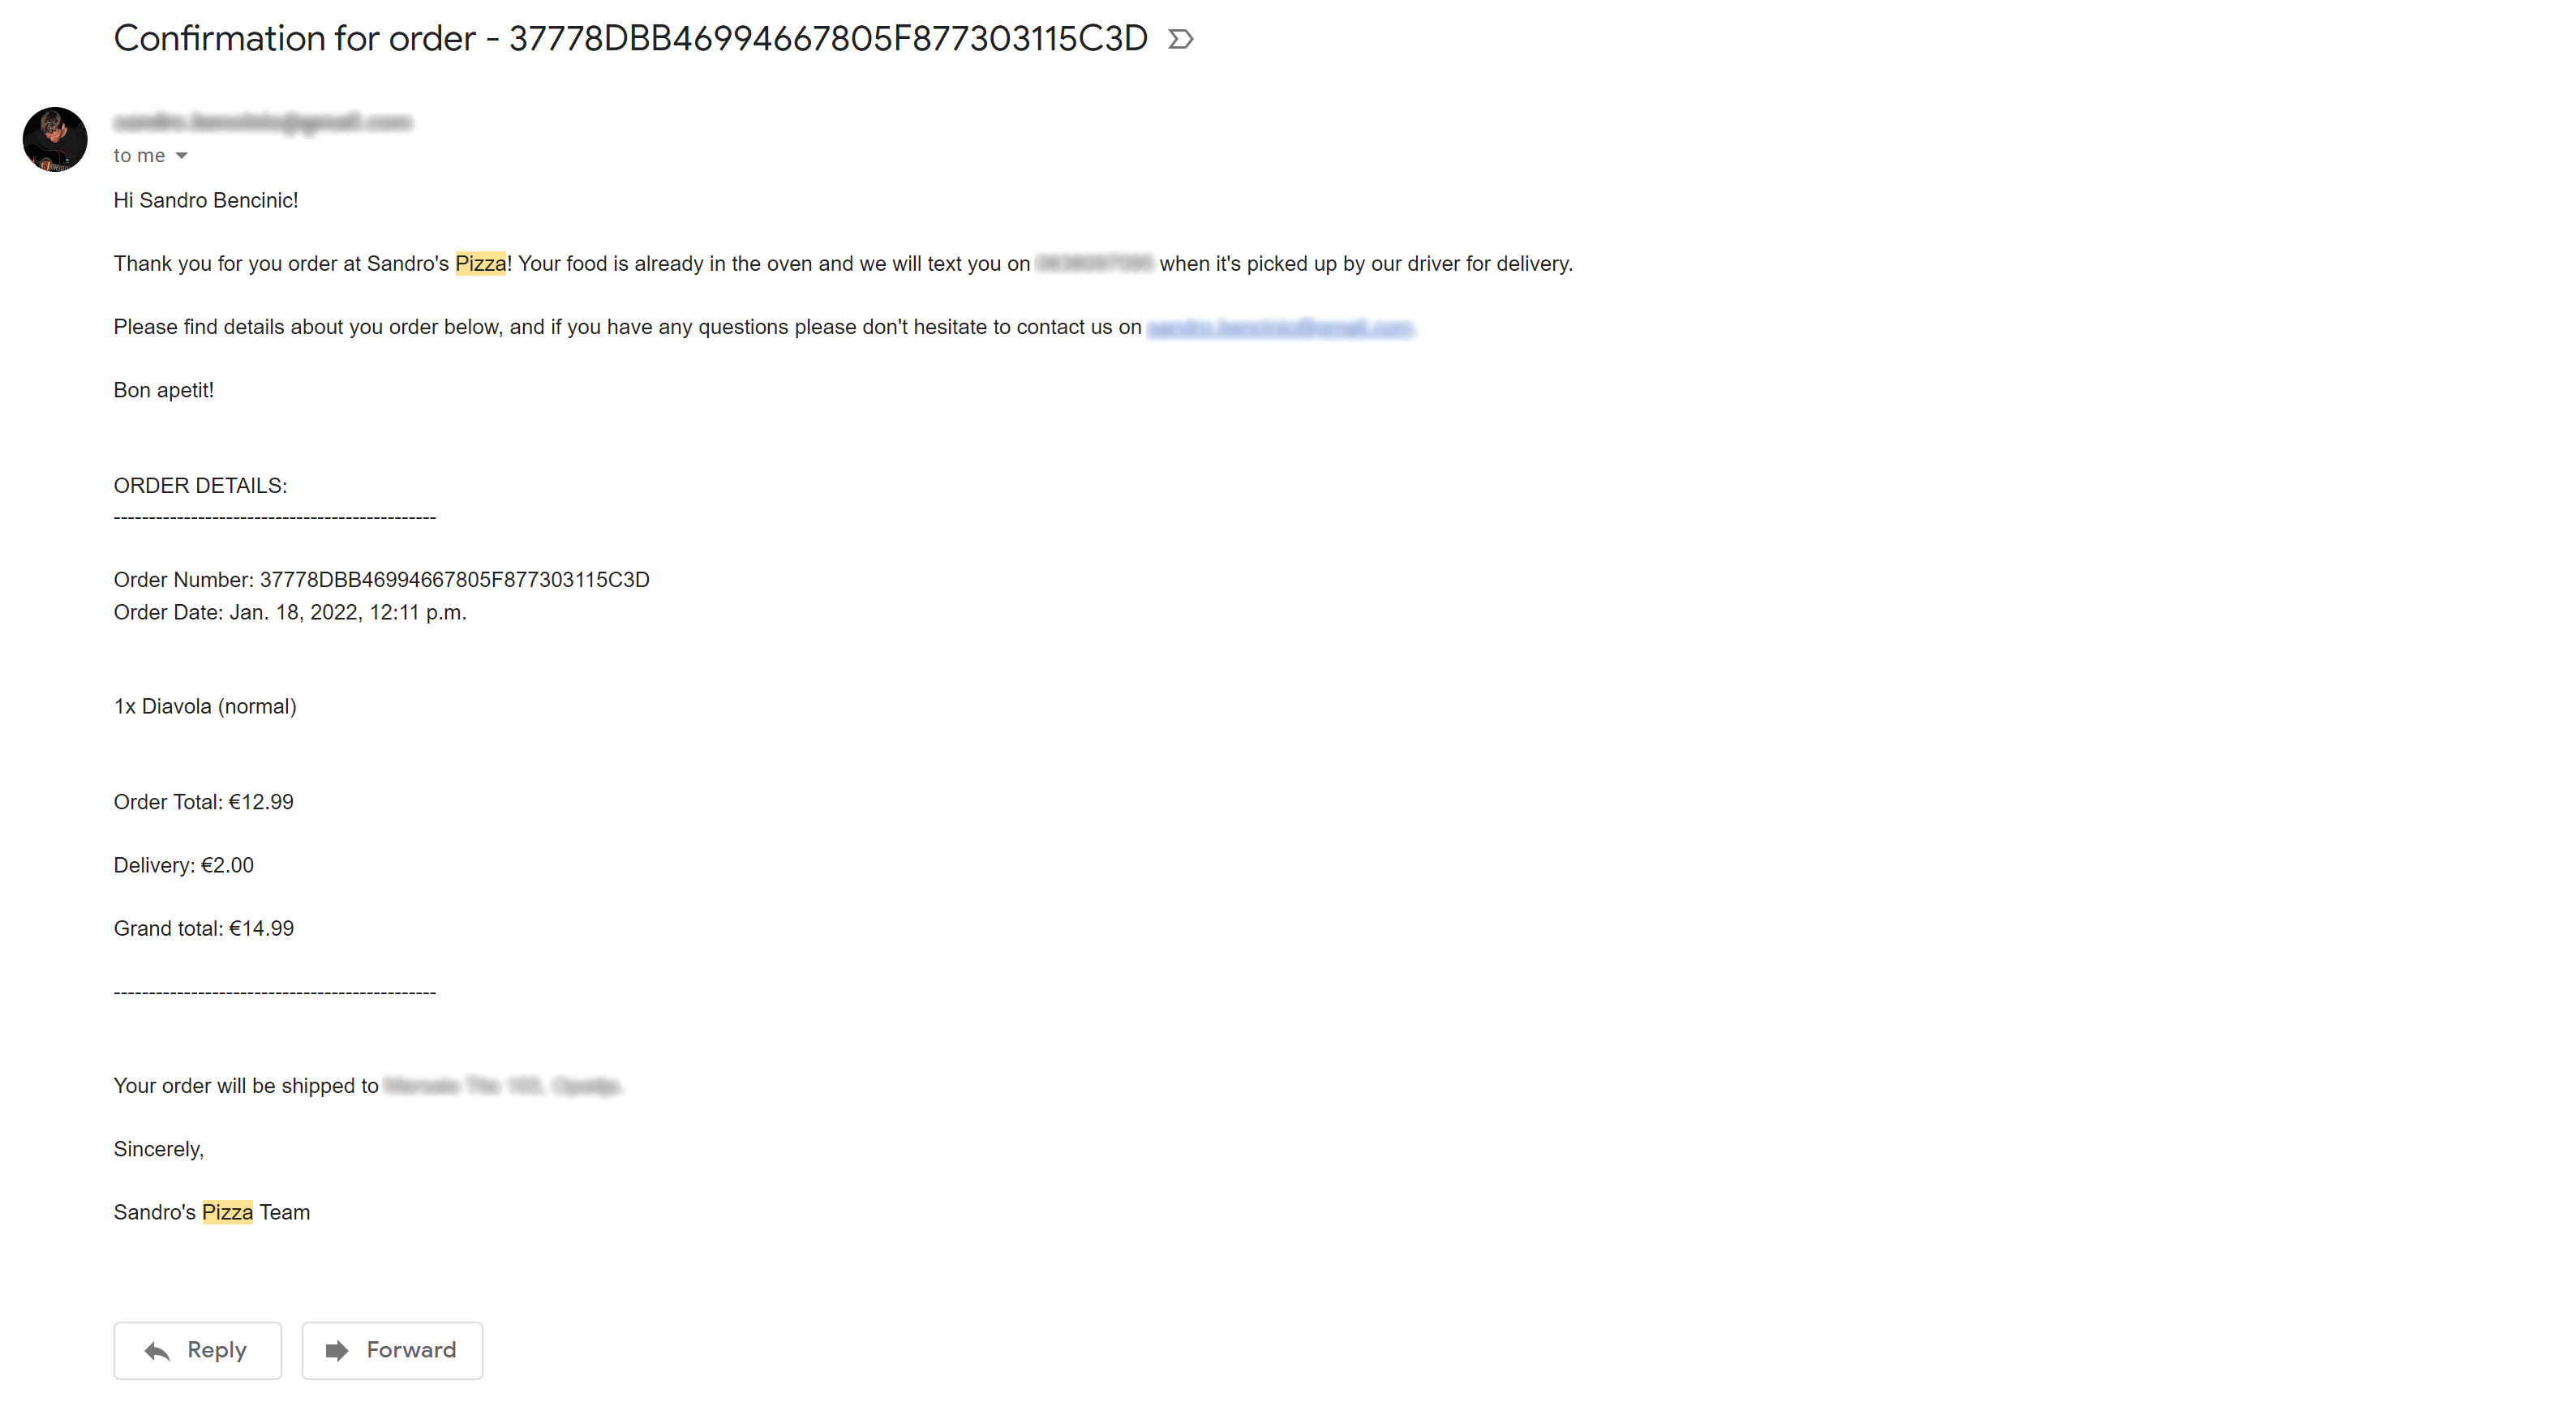 Confirmation for order - 37778DBB46994667805F877303115C3D
to me
Hi Sandro Bencinic!
Thank you for you order at Sandro's Pizza! Your food is already in the oven and we will text you on when it's picked up by our driver for delivery.
Please find details about you order below, and if you have any questions please don't hesitate to contact us on
Bon apetit!
ORDER DETAILS:
----------------------------------------------
Order Number: 37778DBB46994667805F877303115C3D
Order Date: Jan. 18, 2022, 12:11 p.m.
1x Diavola (normal)
Order Total: €12.99
Delivery: €2.00
Grand total: €14.99
----------------------------------------------
Your order will be shipped to
Sincerely,
Sandro's Pizza Team
Reply
Forward